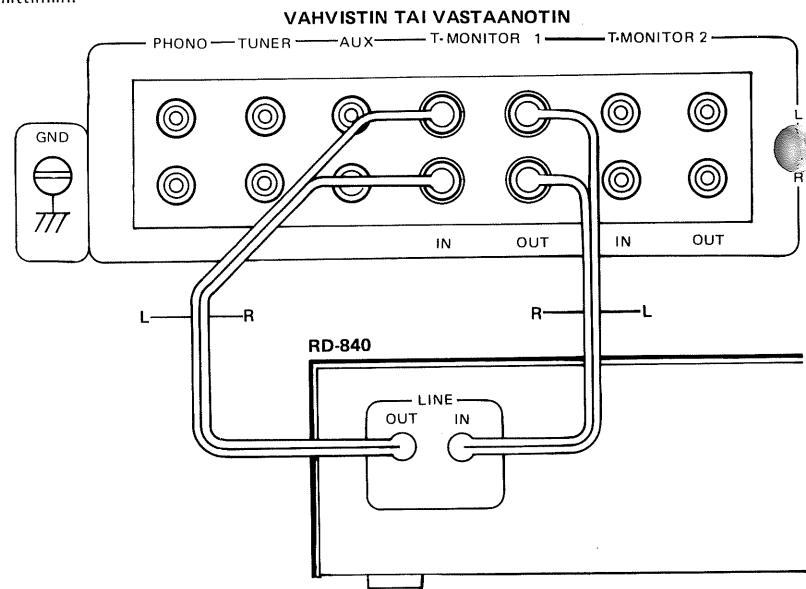 VAHVISTIN TAI VASTAANOTIN
PHONO TUNER AUX T-MONITOR 1 T-MONITOR 2
L
GND
R
IN OUT IN OUT
L R R L
RD-840
LINE
OUT IN